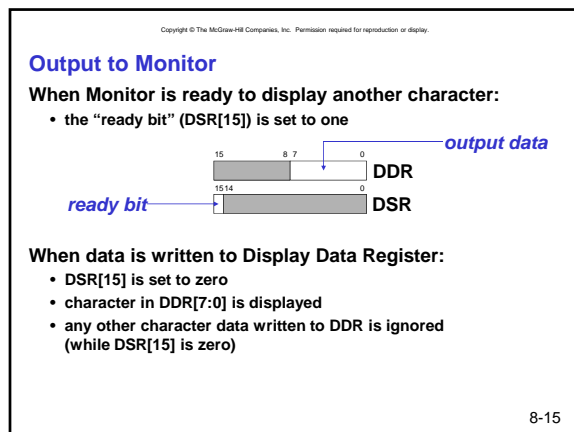 Copyright © The McGraw-Hill Companies, Inc. Permission required for reproduction or display.
Output to Monitor
When Monitor is ready to display another character:
• the “ready bit” (DSR[15]) is set to one
output data
15 8 7 0
DDR
15 14 0
ready bit
DSR
When data is written to Display Data Register:
• DSR[15] is set to zero
• character in DDR[7:0] is displayed
• any other character data written to DDR is ignored
(while DSR[15] is zero)
8-15